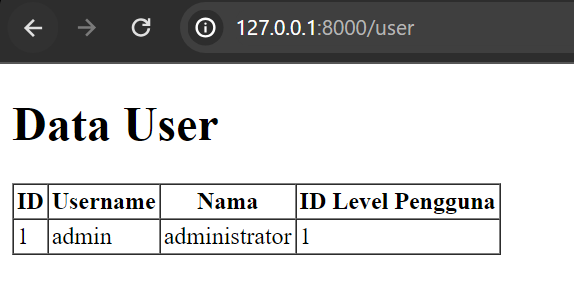 127.0.0.1:8000/user
Data User
ID Username Nama ID Level Pengguna
1 admin administrator 1